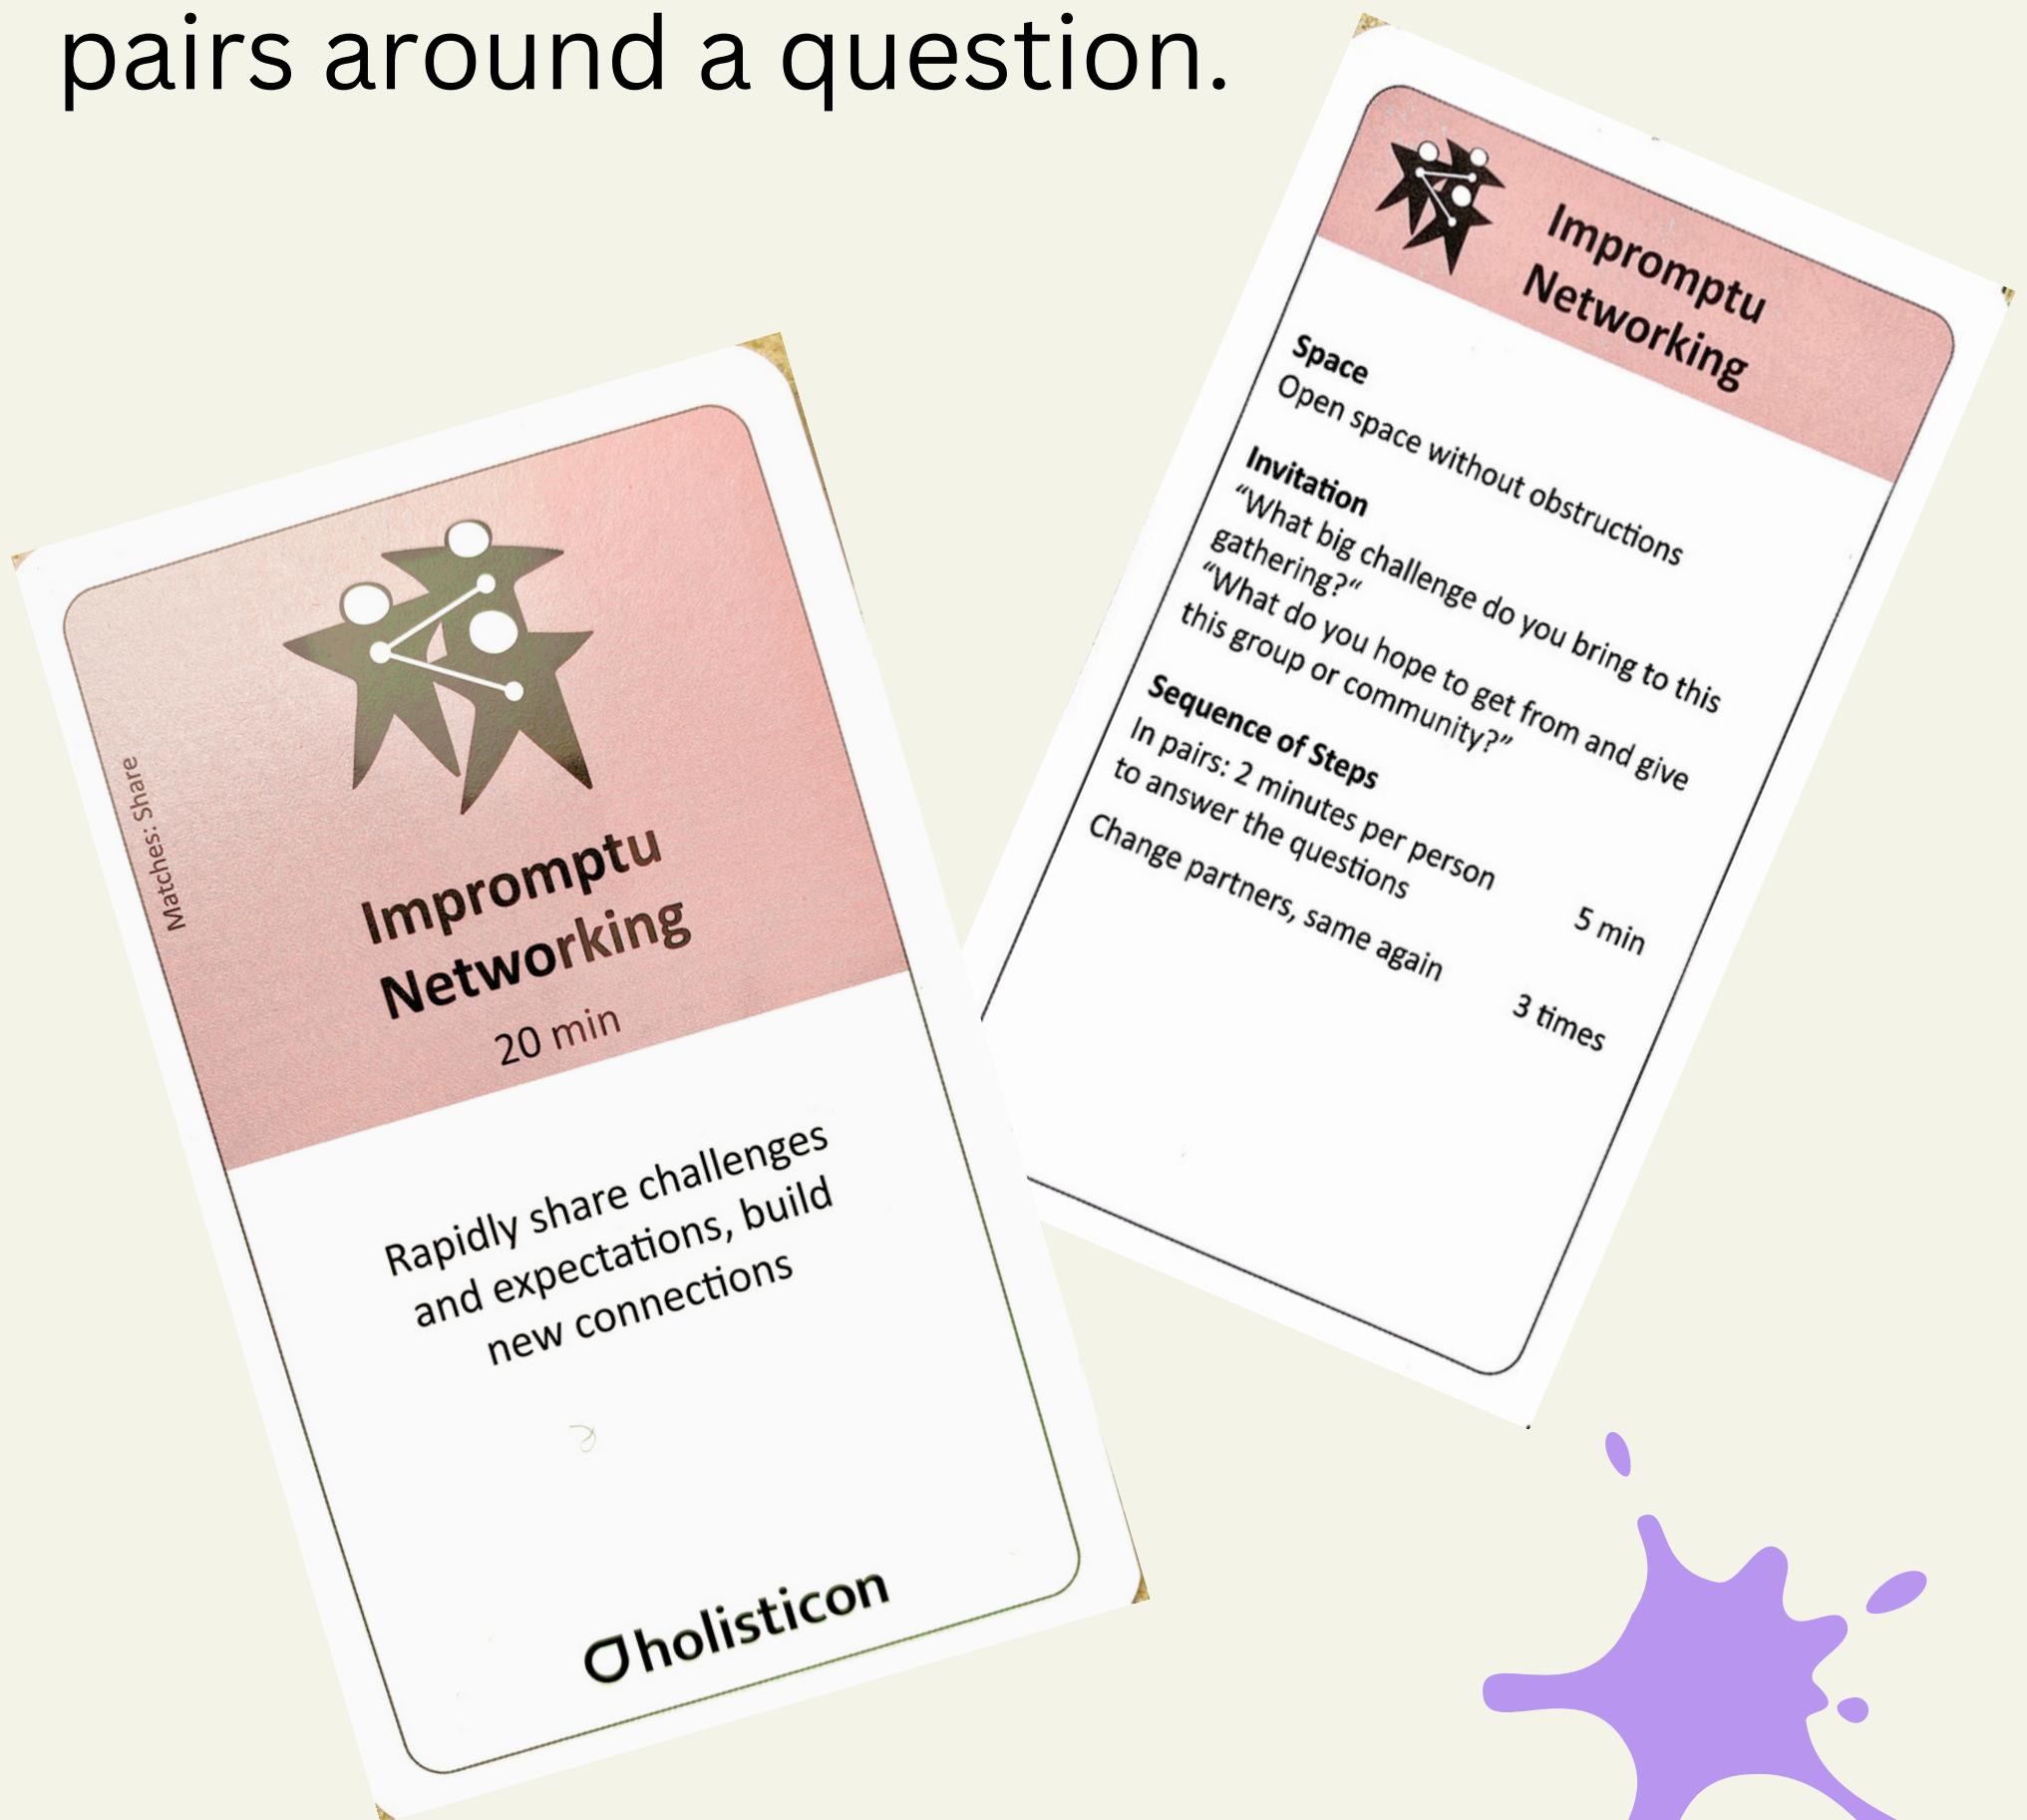 pairs around a question.
Matches: Share
Impromptu
Networking
20 min
Rapidly share challenges
and expectations, build
new connections
holisticon
Impromptu
Networking
Space
Open space without obstructions
Invitation
“What big challenge do you bring to this
gathering?“
“What do you hope to get from and give
this group or community?”
Sequence of Steps
In pairs: 2 minutes per person
to answer the questions
5 min
Change partners, same again
3 times